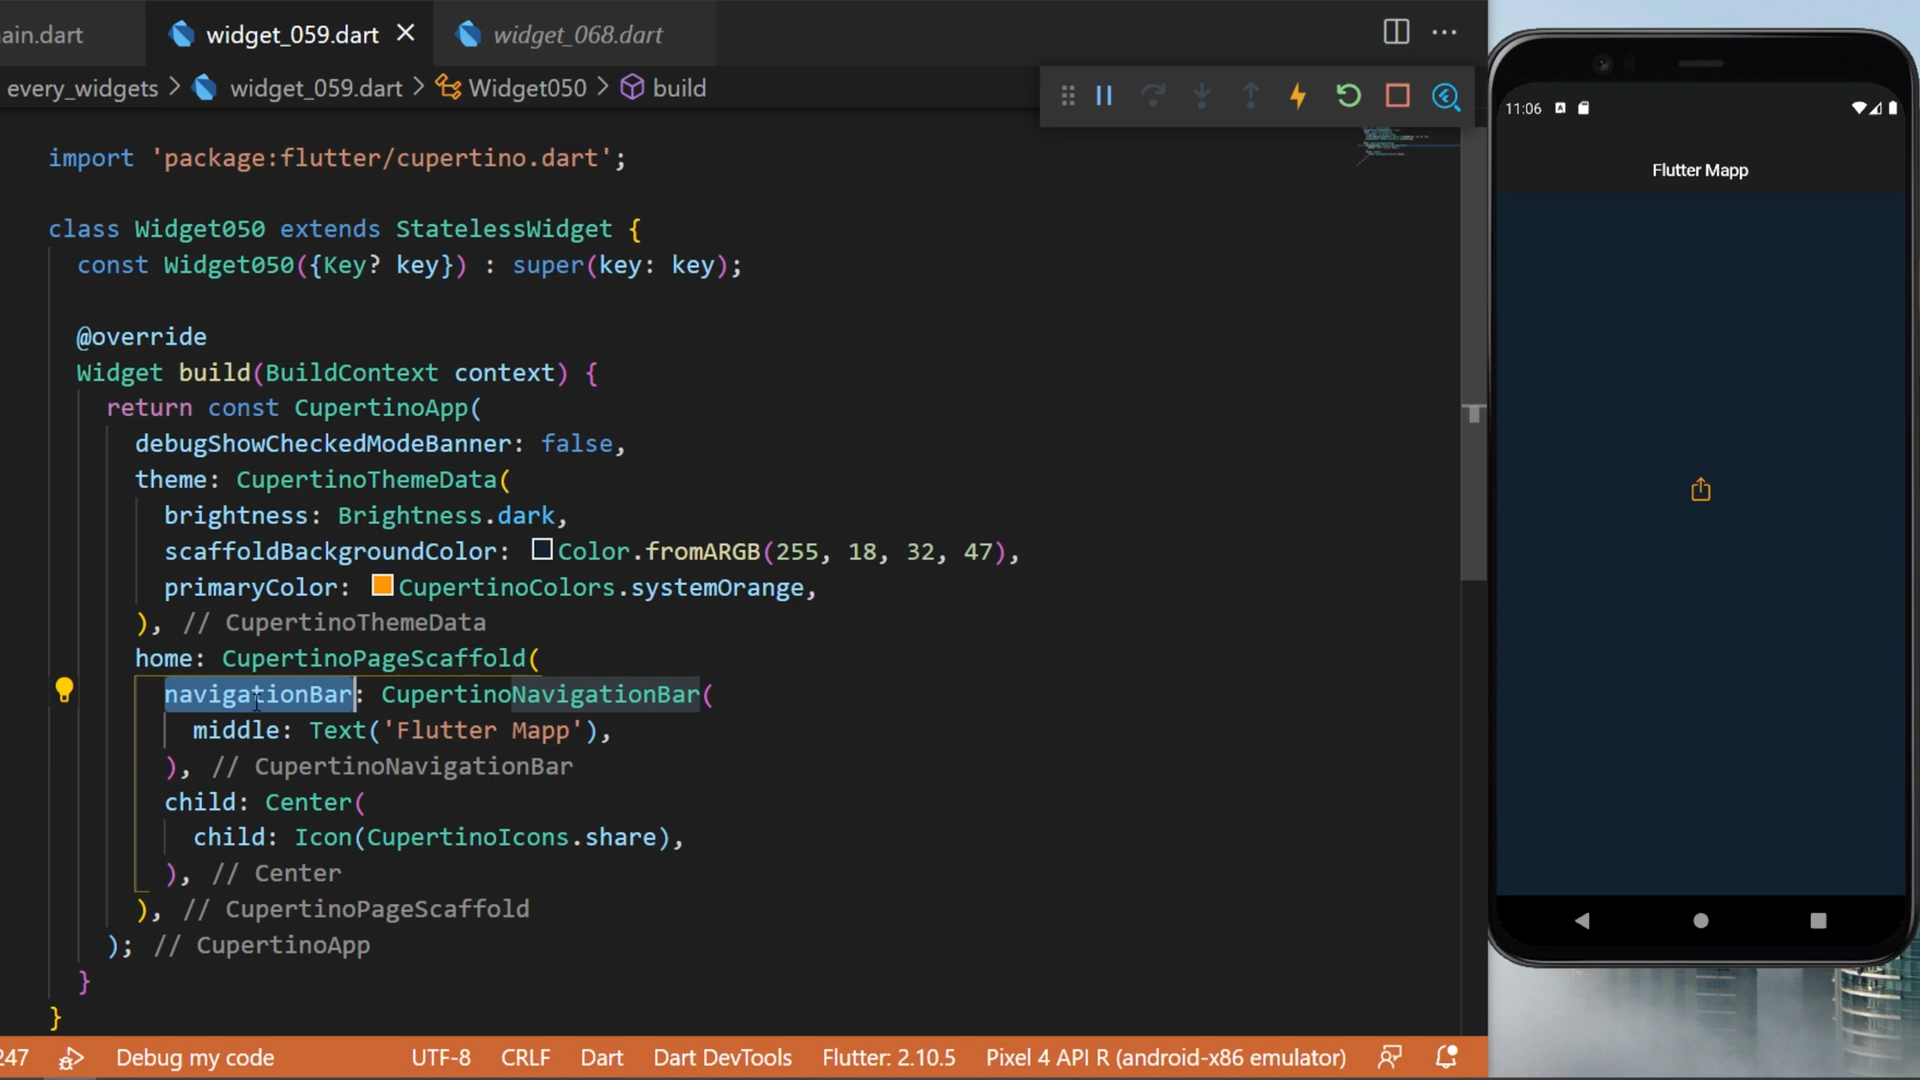 ain.dart
widget_059.dart
widget_068.dart
every_widgets > widget_059.dart > Widget050 > build
import 'package:flutter/cupertino.dart';
class Widget050 extends StatelessWidget {
const Widget050({Key? key}) : super(key: key);
@override
Widget build(BuildContext context) {
return const CupertinoApp(
debugShowCheckedModeBanner: false,
theme: CupertinoThemeData(
brightness: Brightness.dark,
scaffoldBackgroundColor: Color.fromARGB(255, 18, 32, 47),
primaryColor: CupertinoColors.systemOrange,
), // CupertinoThemeData
home: CupertinoPageScaffold(
navigationBar: CupertinoNavigationBar(
middle: Text('Flutter Mapp'),
), // CupertinoNavigationBar
child: Center(
child: Icon(CupertinoIcons.share),
), // Center
), // CupertinoPageScaffold
); // CupertinoApp
}
}
247 Debug my code UTF-8 CRLF Dart Dart DevTools Flutter: 2.10.5 Pixel 4 API R (android-x86 emulator)
11:06
Flutter Mapp